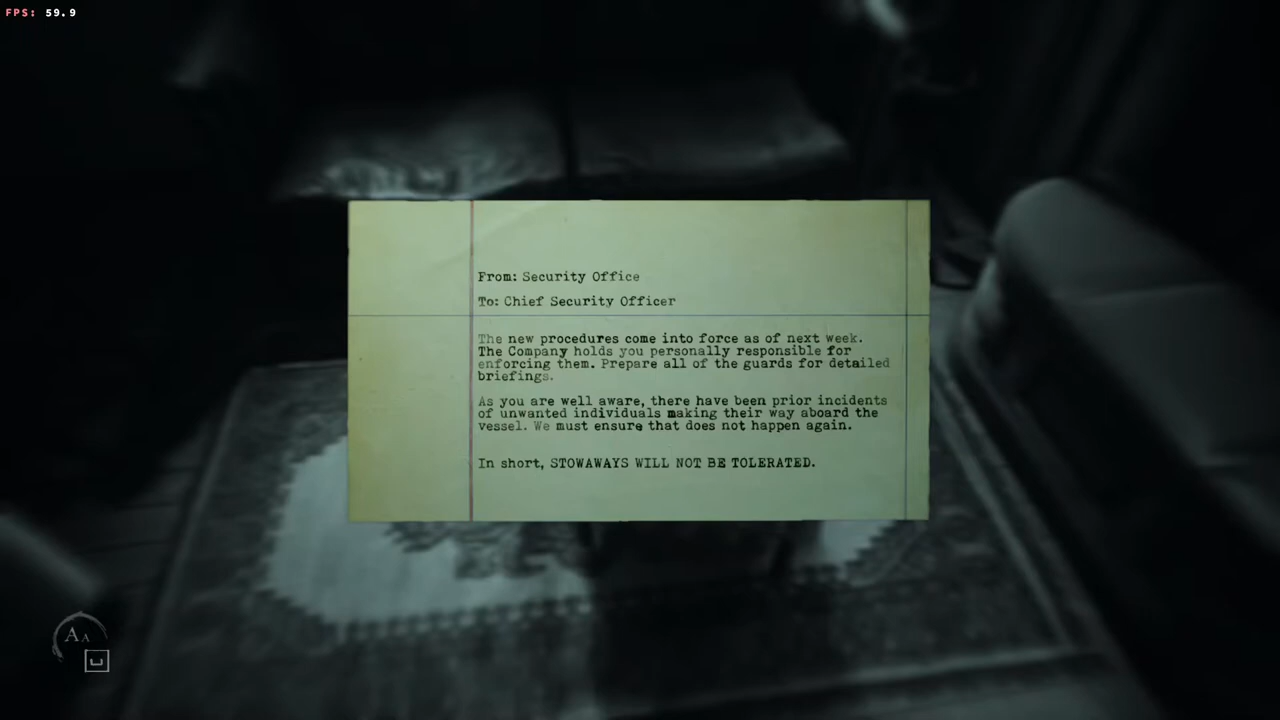 FPS: 59.9
From: Security Office
To: Chief Security Officer
The new procedures come into force as of next week.
The Company holds you personally responsible for
enforcing them. Prepare all of the guards for detailed
briefings.
As you are well aware, there have been prior incidents
of unwanted individuals making their way aboard the
vessel. We must ensure that does not happen again.
In short, STOWAWAYS WILL NOT BE TOLERATED.
AA